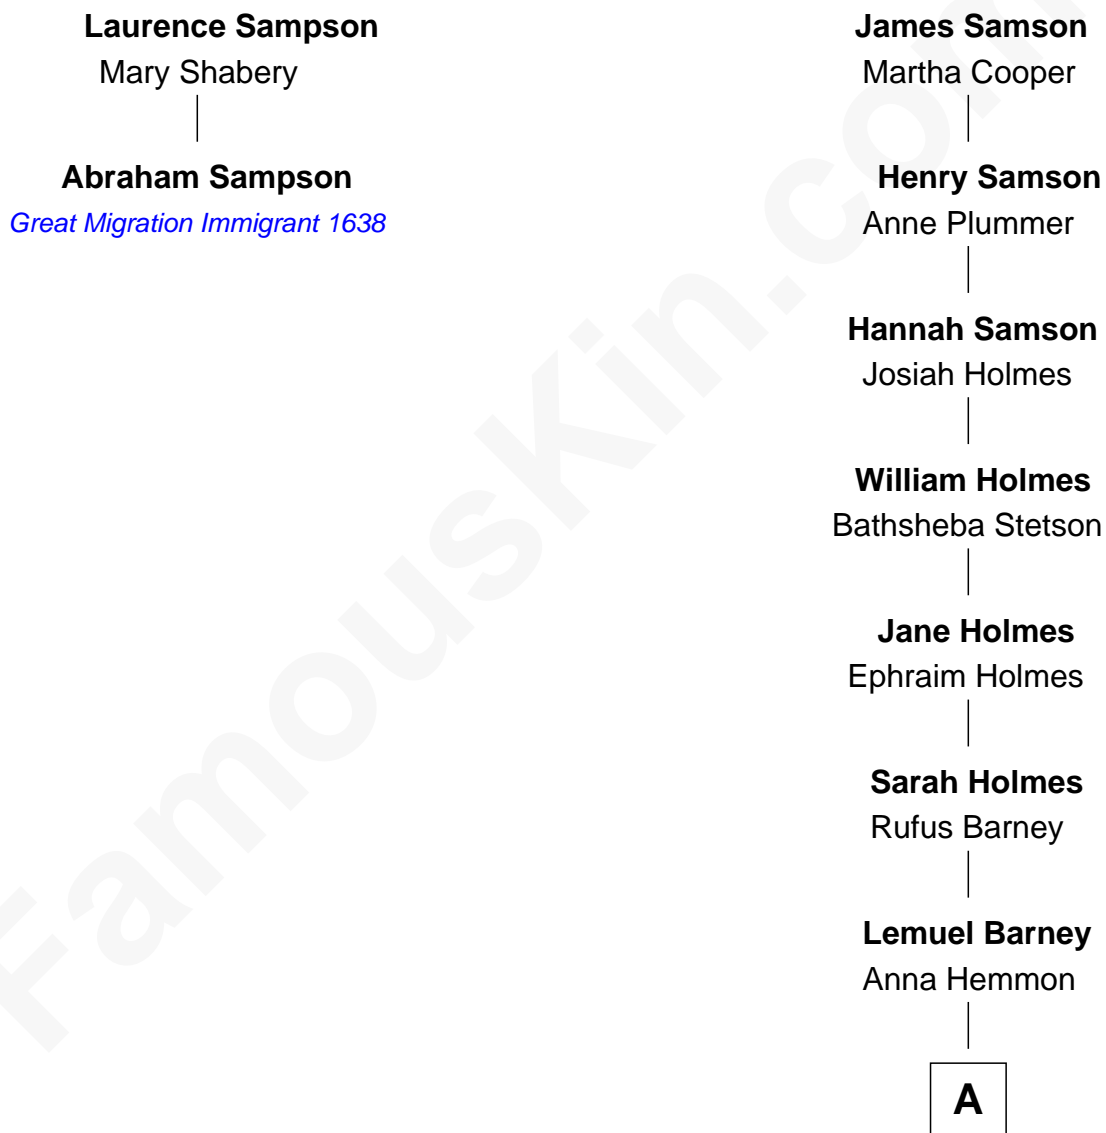 Laurence Sampson
Mary Shabery
Abraham Sampson
Great Migration Immigrant 1638
James Samson
Martha Cooper
Henry Samson
Anne Plummer
Hannah Samson
Josiah Holmes
William Holmes
Bathsheba Stetson
Jane Holmes
Ephraim Holmes
Sarah Holmes
Rufus Barney
Lemuel Barney
Anna Hemmon
A
FamousKin.com